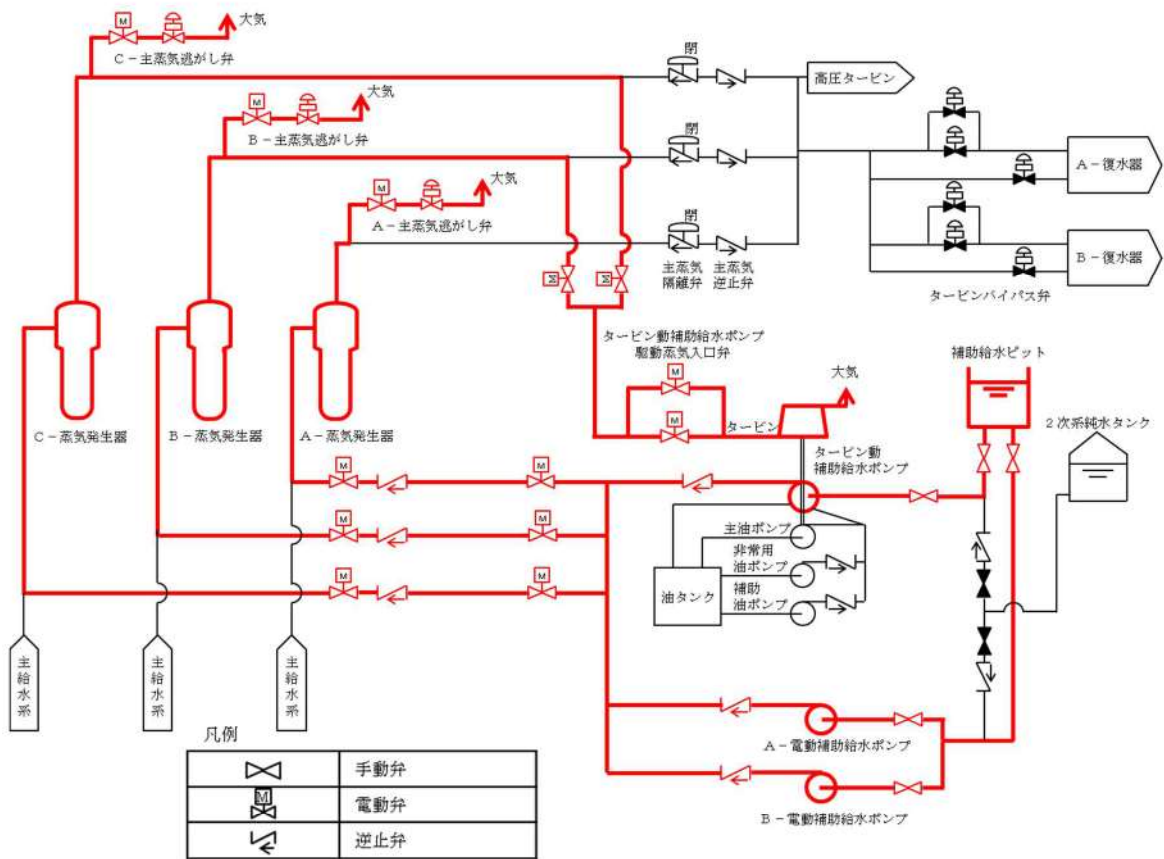 大気
M
C－主蒸気逃がし弁
閉
高圧タービン
大気
M
B－主蒸気逃がし弁
閉
A－復水器
大気
M
A－主蒸気逃がし弁
閉
主蒸気
隔離弁
主蒸気
逆止弁
B－復水器
タービンバイパス弁
M
M
タービン動補助給水ポンプ
駆動蒸気入口弁
M
M
タービン
大気
補助給水ピット
2次系純水タンク
C－蒸気発生器
B－蒸気発生器
A－蒸気発生器
タービン動
補助給水ポンプ
M
M
M
M
M
M
主油ポンプ
非常用
油ポンプ
補助
油ポンプ
油タンク
主給水系
主給水系
主給水系
A－電動補助給水ポンプ
B－電動補助給水ポンプ
凡例
手動弁
M
電動弁
逆止弁